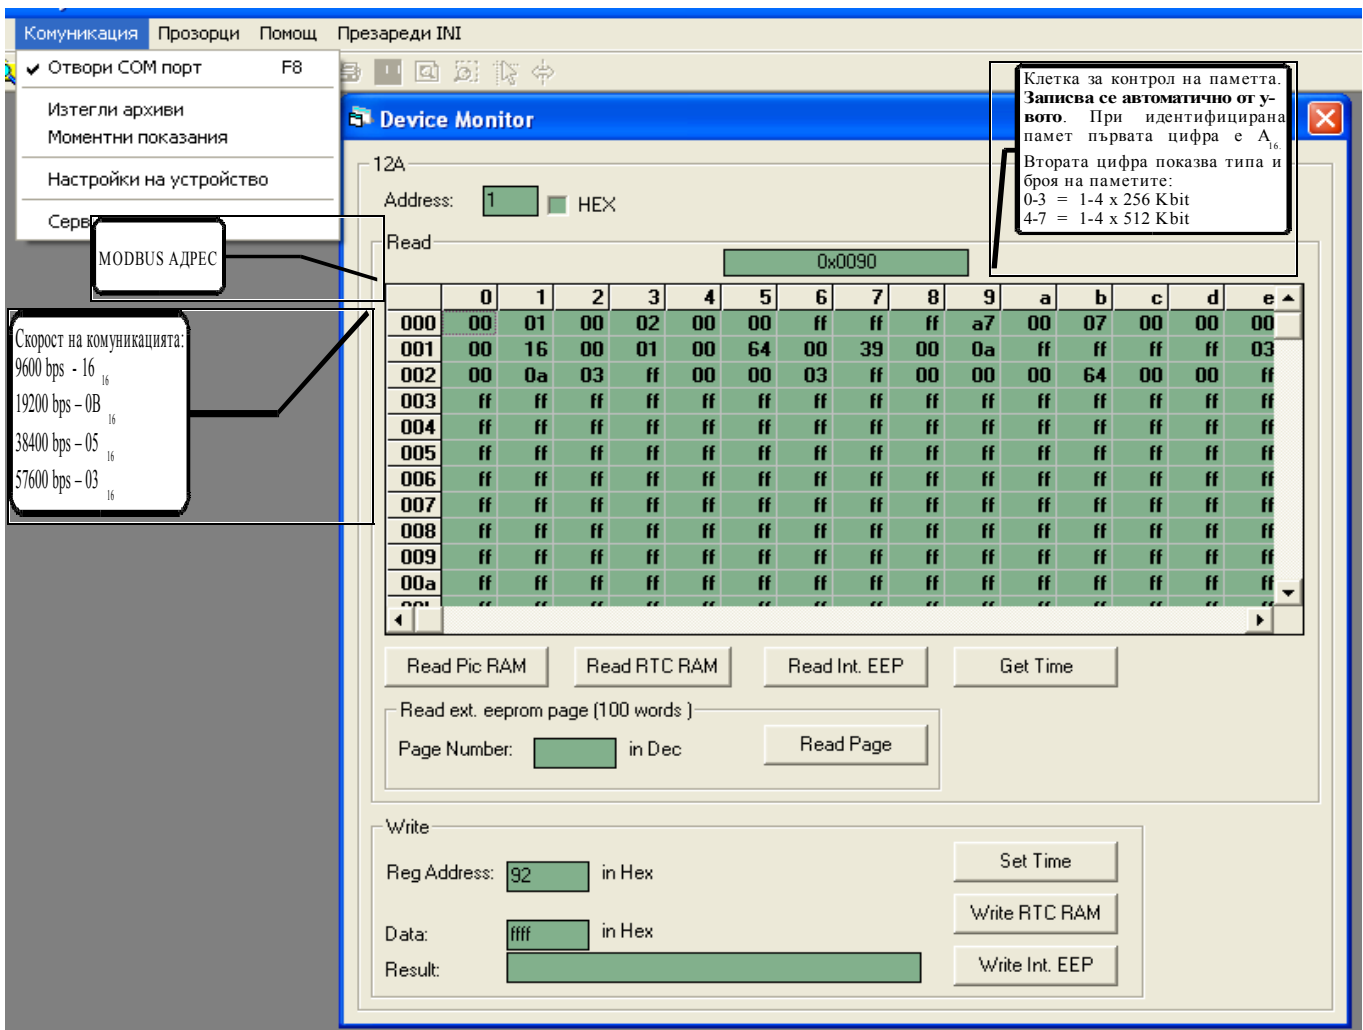 Комуникация Прозорци Помощ Презареди INI
Отвори COM порт F8
Изтегли архиви
Моментни показания
Настройки на устройство
Серв
MODBUS АДРЕС
Скорост на комуникацията:
9600 bps - 16 16
19200 bps – 0B 16
38400 bps – 05 16
57600 bps – 03 16
Клетка за контрол на паметта.
Записва се автоматично от у-
вото. При идентифицирана
памет първата цифра е A16.
Втората цифра показва типа и
броя на паметите:
0-3 = 1-4 x 256 Kbit
4-7 = 1-4 x 512 Kbit
Device Monitor
12A
Address: 1 HEX
Read
0x0090
0 1 2 3 4 5 6 7 8 9 a b c d e
000 00 01 00 02 00 00 ff ff ff a7 00 07 00 00 00
001 00 16 00 01 00 64 00 39 00 0a ff ff ff ff 03
002 00 0a 03 ff 00 00 03 ff 00 00 00 64 00 00 ff
003 ff ff ff ff ff ff ff ff ff ff ff ff ff ff ff
004 ff ff ff ff ff ff ff ff ff ff ff ff ff ff ff
005 ff ff ff ff ff ff ff ff ff ff ff ff ff ff ff
006 ff ff ff ff ff ff ff ff ff ff ff ff ff ff ff
007 ff ff ff ff ff ff ff ff ff ff ff ff ff ff ff
008 ff ff ff ff ff ff ff ff ff ff ff ff ff ff ff
009 ff ff ff ff ff ff ff ff ff ff ff ff ff ff ff
00a ff ff ff ff ff ff ff ff ff ff ff ff ff ff ff
Read Pic RAM Read RTC RAM Read Int. EEP Get Time
Read ext. eeprom page (100 words )
Page Number: in Dec Read Page
Write
Reg Address: 92 in Hex
Data: ffff in Hex
Result:
Set Time
Write RTC RAM
Write Int. EEP